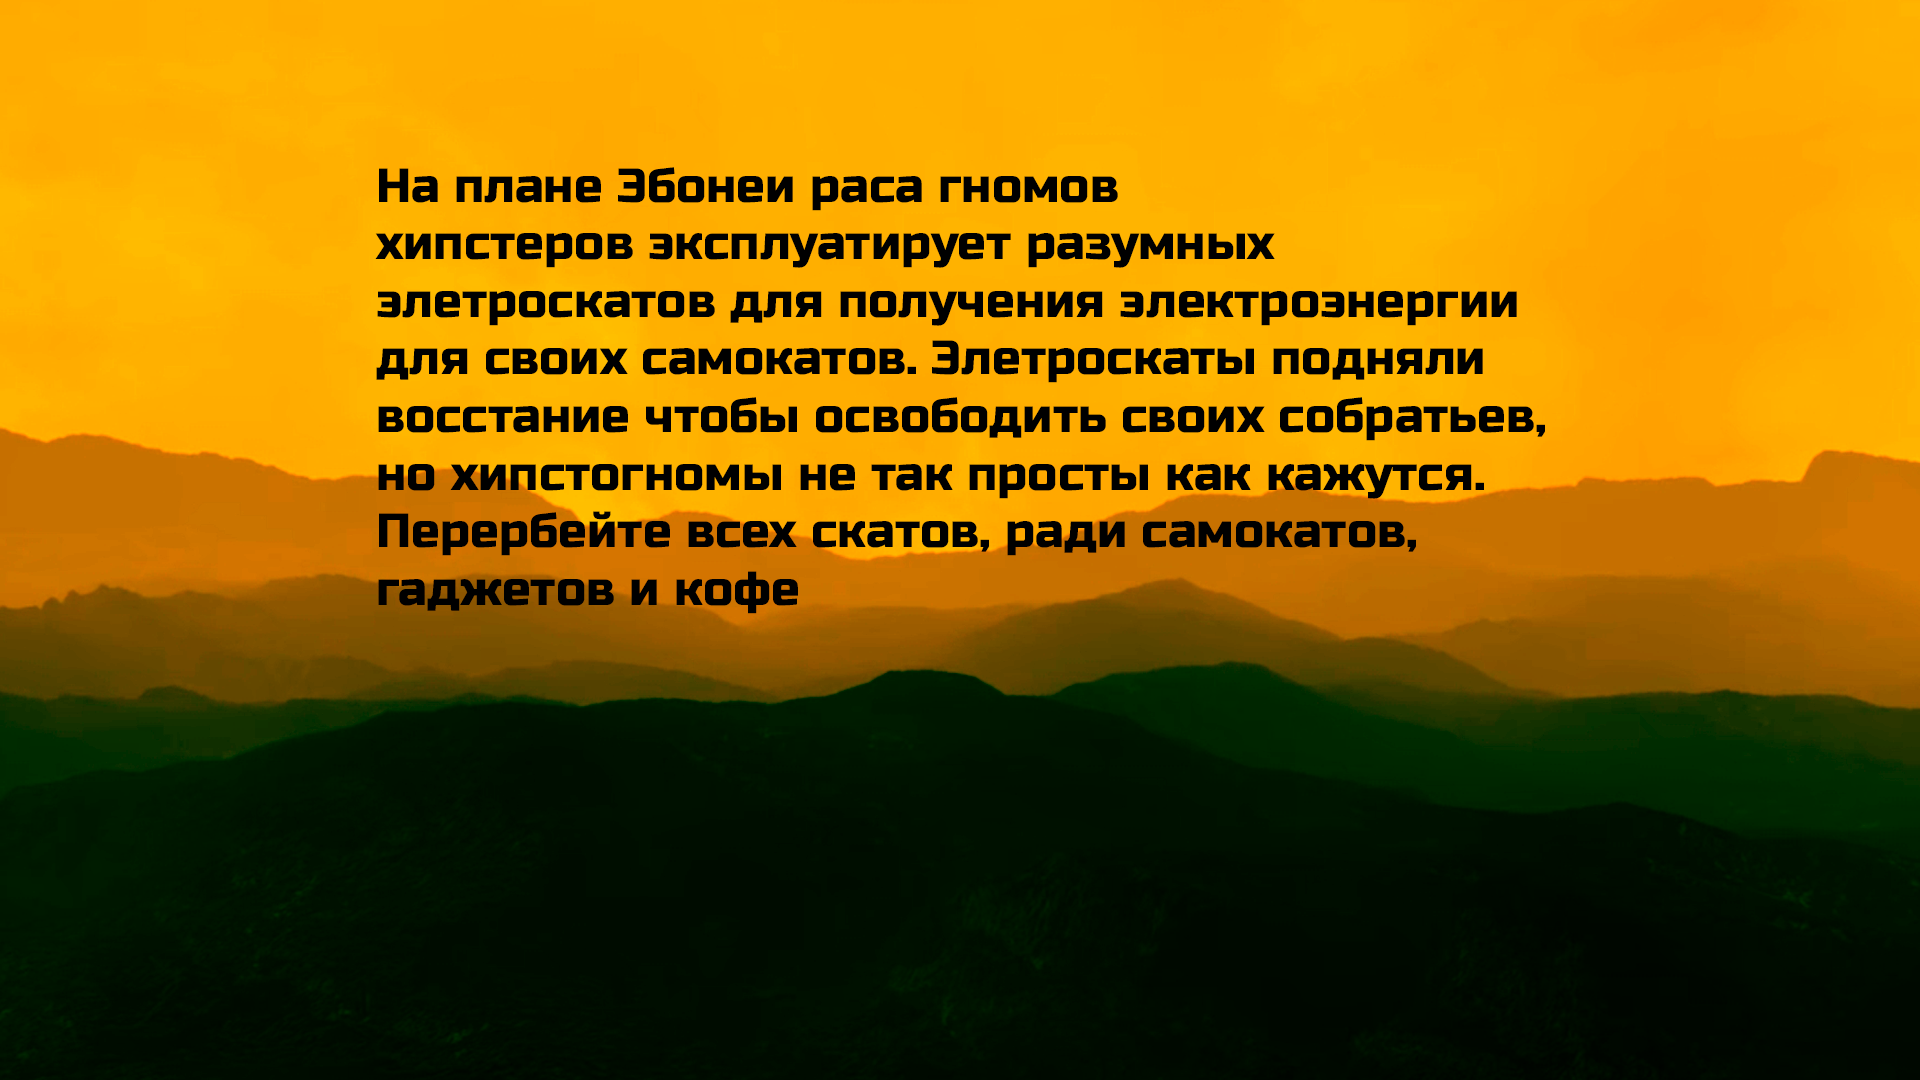 На плане Эбонеи раса гномов
хипстеров эксплуатирует разумных
элетроскатов для получения электроэнергии
для своих самокатов. Элетроскаты подняли
восстание чтобы освободить своих собратьев,
но хипстогномы не так просты как кажутся.
Перербейте всех скатов, ради самокатов,
гаджетов и кофе